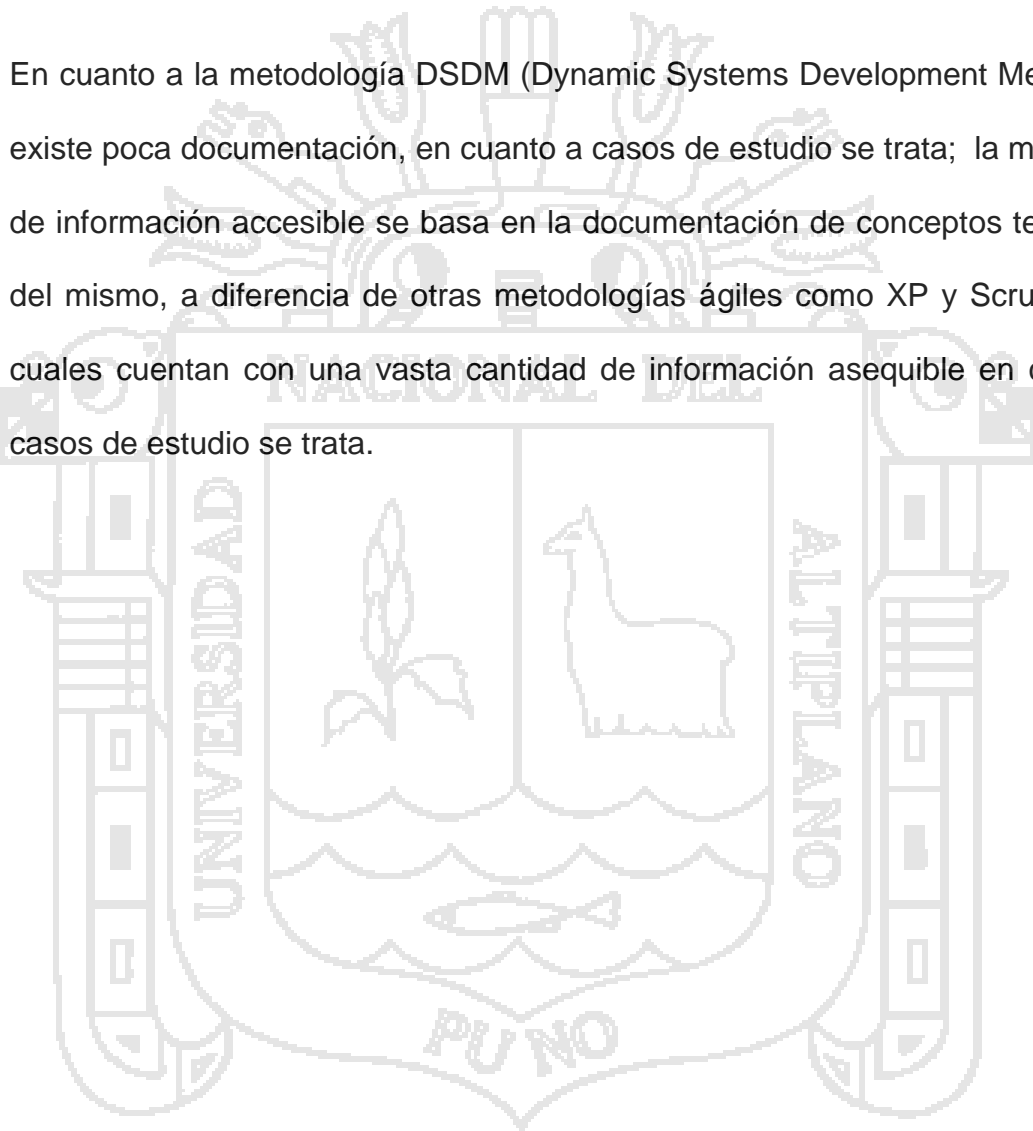 En cuanto a la metodología DSDM (Dynamic Systems Development
existe poca documentación, en cuanto a casos de estudio se trata; la
de información accesible se basa en la documentación de conceptos
del mismo, a diferencia de otras metodologías ágiles como XP y
cuales cuentan con una vasta cantidad de información asequible en
casos de estudio se trata.
NACIONAL DEL
UNIVERSIDAD
ALTIPLANO
PUNO